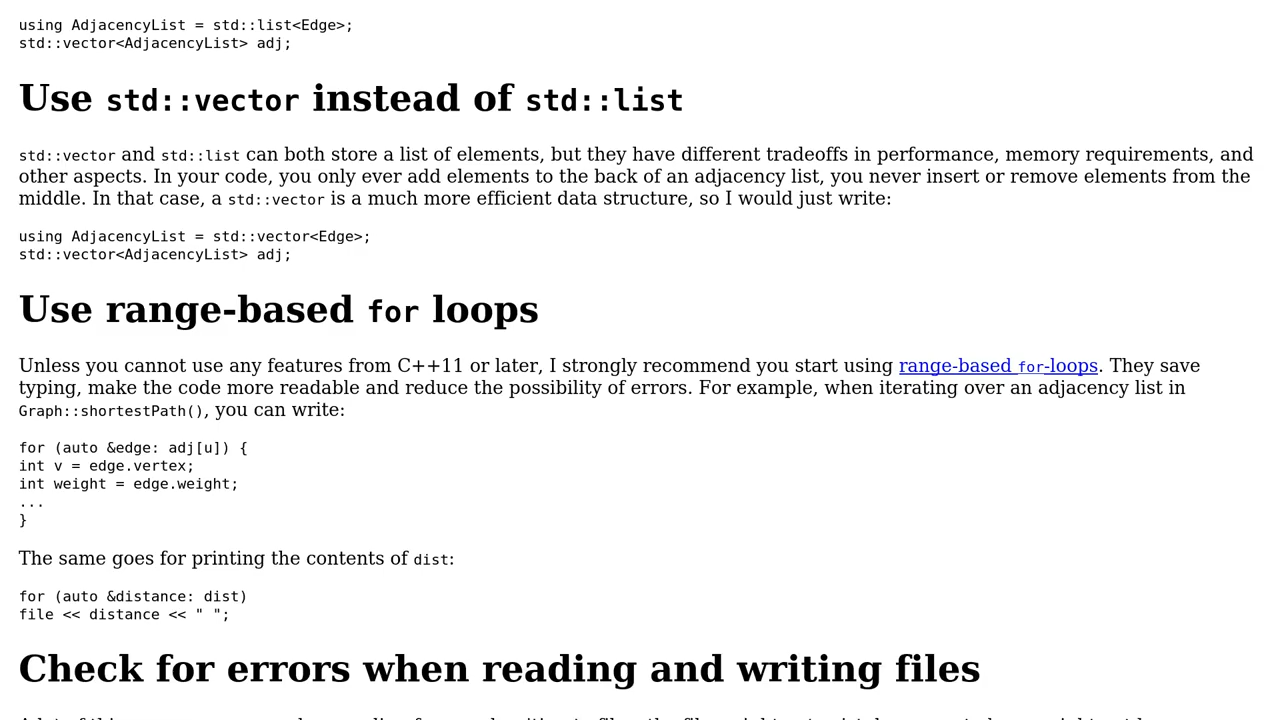 using AdjacencyList = std::list<Edge>;
std::vector<AdjacencyList> adj;
Use std::vector instead of std::list
std::vector and std::list can both store a list of elements, but they have different tradeoffs in performance, memory requirements, and
other aspects. In your code, you only ever add elements to the back of an adjacency list, you never insert or remove elements from the
middle. In that case, a std::vector is a much more efficient data structure, so I would just write:
using AdjacencyList = std::vector<Edge>;
std::vector<AdjacencyList> adj;
Use range-based for loops
Unless you cannot use any features from C++11 or later, I strongly recommend you start using range-based for-loops. They save
typing, make the code more readable and reduce the possibility of errors. For example, when iterating over an adjacency list in
Graph::shortestPath(), you can write:
for (auto &edge: adj[u]) {
int v = edge.vertex;
int weight = edge.weight;
...
}
The same goes for printing the contents of dist:
for (auto &distance: dist)
file << distance << " ";
Check for errors when reading and writing files